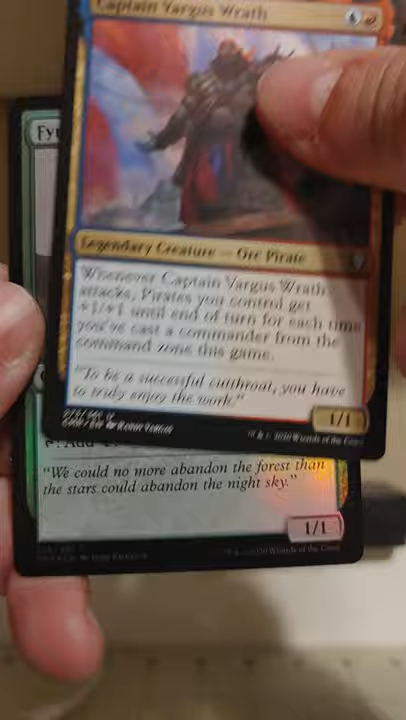 Captain Vargus Wrath
Fyn
Legendary Creature — Orc Pirate
Whenever Captain Vargus Wrath
attacks, Pirates you control get
+1/+1 until end of turn for each time
you've cast a commander from the
command zone this game.
"To be a successful cutthroat, you have
to truly enjoy the work."
1/1
"We could no more abandon the forest than
the stars could abandon the night sky."
1/1